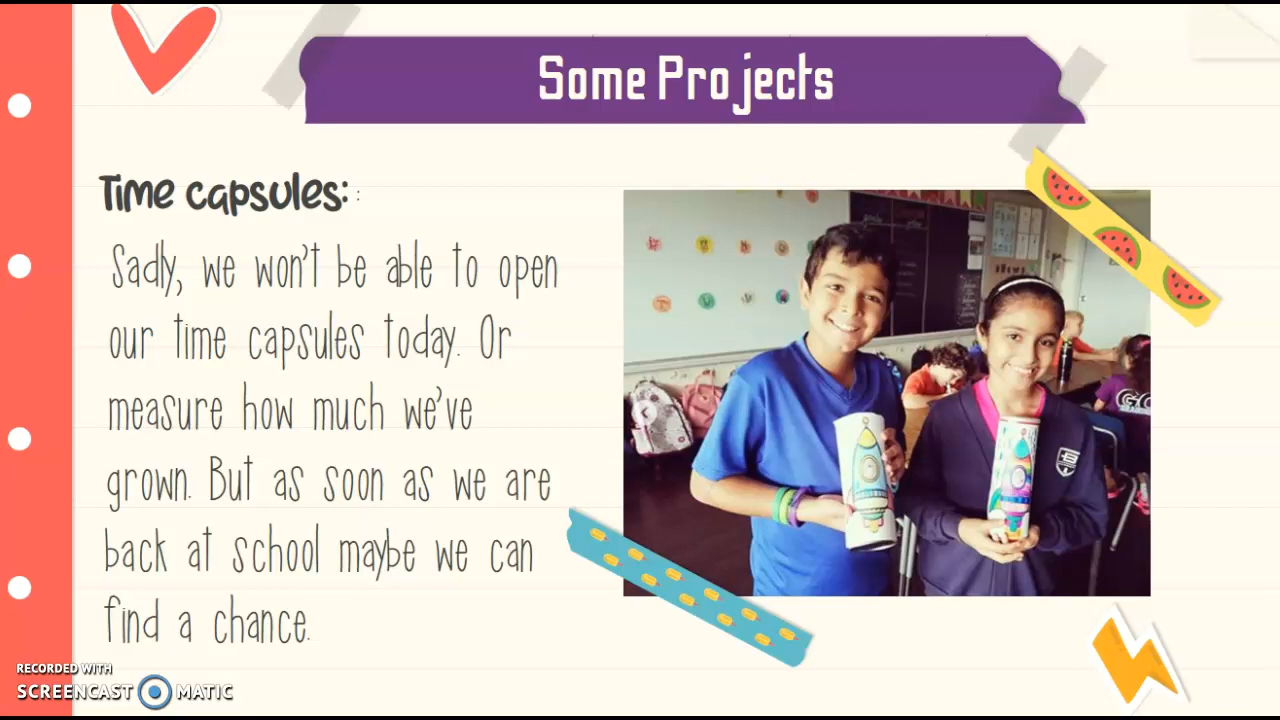 Some Projects
Time capsules: :
Sadly, we won't be able to open
our time capsules today. Or
measure how much we've
grown. But as soon as we are
back at school maybe we can
find a chance.
RECORDED WITH
SCREENCAST MATIC